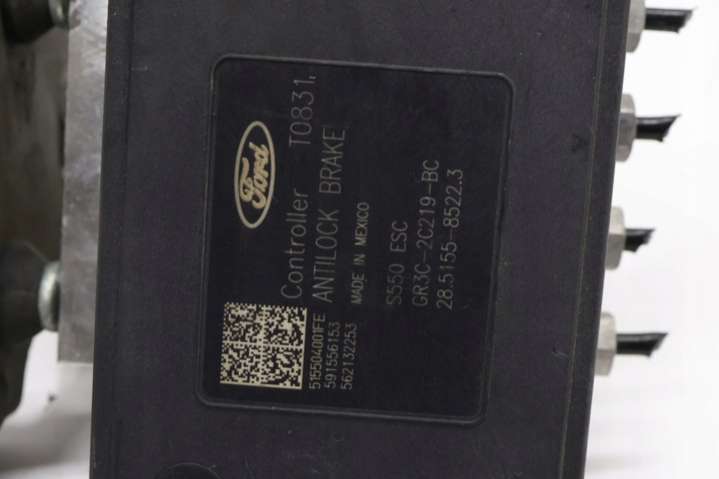 Ford
Controller T0831.
ANTILOCK BRAKE
MADE IN MEXICO
S550 ESC
GR3C-2C219-BC
28.5155-8522.3
515504001FE
591556153
562132253